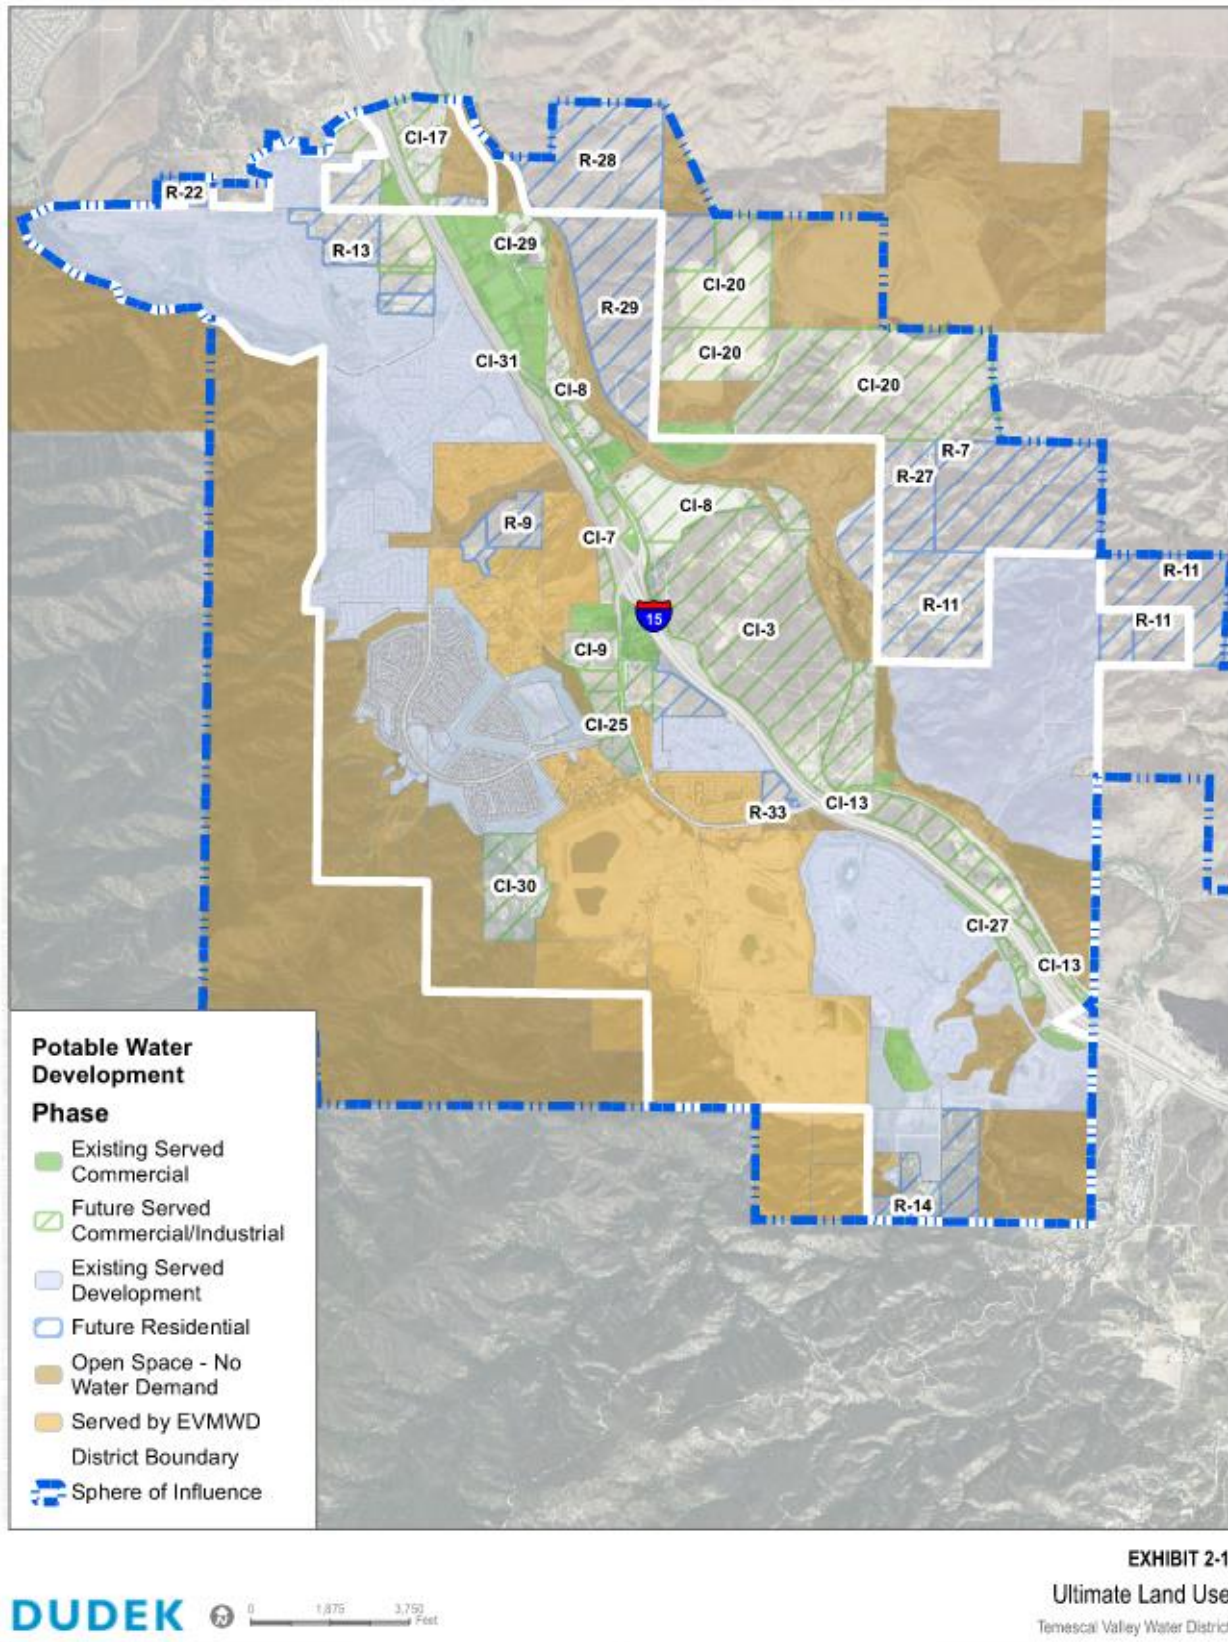 CI-17
R-28
R-22
CI-29
R-13
CI-20
R-29
CI-20
CI-31
CI-20
CI-8
R-7
R-27
CI-8
R-9
CI-7
R-11
R-11
15
R-11
CI-3
CI-9
CI-25
CI-13
R-33
CI-30
CI-27
CI-13
R-14
Potable Water
Development
Phase
Existing Served
Commercial
Future Served
Commercial/Industrial
Existing Served
Development
Future Residential
Open Space - No
Water Demand
Served by EVMWD
District Boundary
Sphere of Influence
EXHIBIT 2-1
Ultimate Land Use
Temescal Valley Water District
DUDEK
0 1,875 3,750
Feet